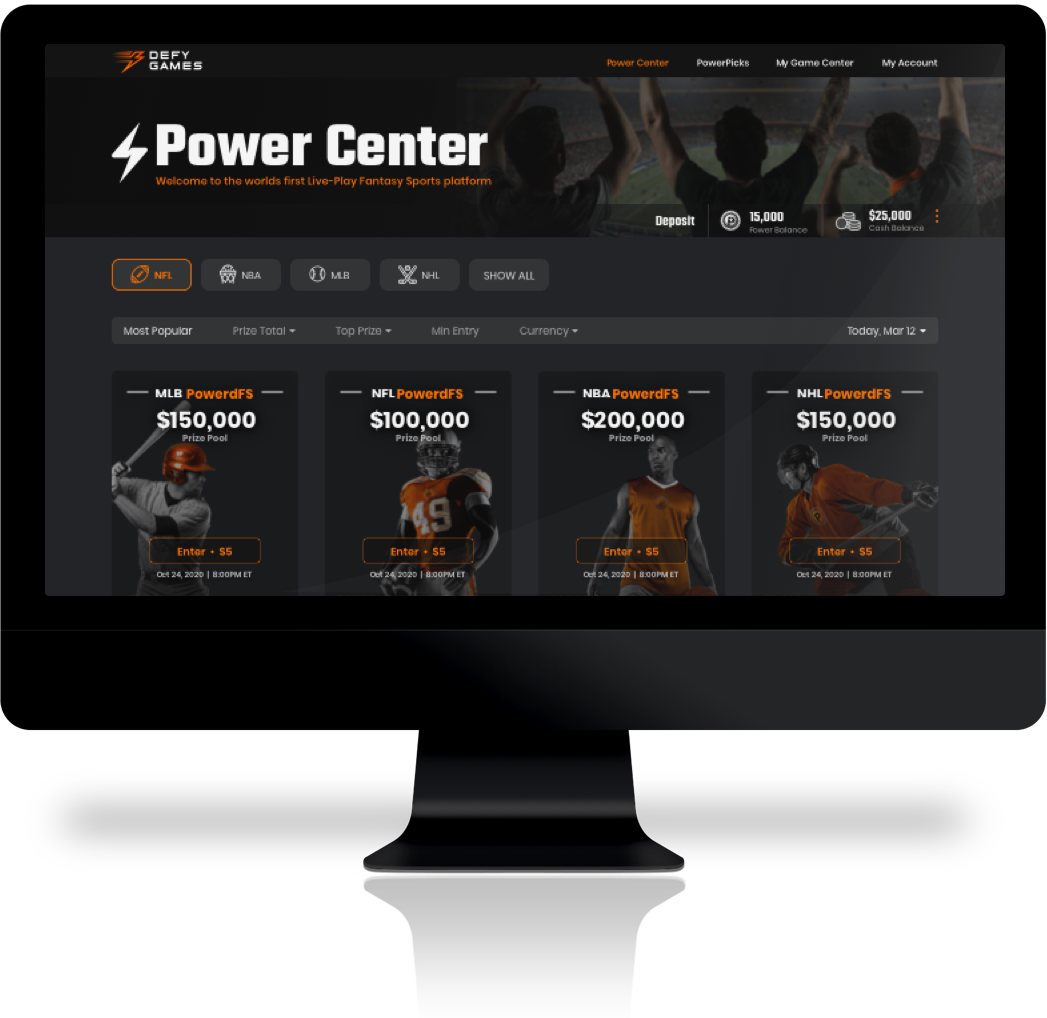 DEFY
GAMES
Power Center
PowerPicks
My Game Center
My Account
Power Center
Welcome to the worlds first Live-Play Fantasy Sports platform
Deposit
15,000
Power Balance
$25,000
Cash Balance
NFL
NBA
MLB
NHL
SHOW ALL
Most Popular
Prize Total
Top Prize
Min Entry
Currency
Today, Mar 12
MLB PowerdFS
$150,000
Prize Pool
Enter • $5
Oct 24, 2020 | 8:00PM ET
NFL PowerdFS
$100,000
Prize Pool
49
Enter • $5
Oct 24, 2020 | 8:00PM ET
NBA PowerdFS
$200,000
Prize Pool
Enter • $5
Oct 24, 2020 | 8:00PM ET
NHL PowerdFS
$150,000
Prize Pool
Enter • $5
Oct 24, 2020 | 8:00PM ET